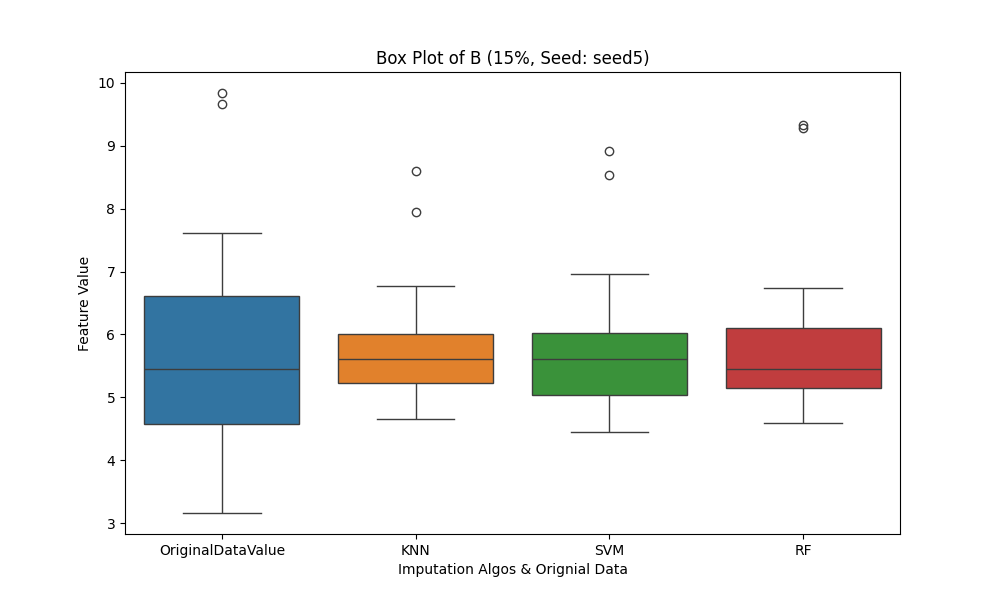 Box Plot of B (15%, Seed: seed5)
Feature Value
10
9
8
7
6
5
4
3
OriginalDataValue KNN SVM RF
Imputation Algos & Orignial Data